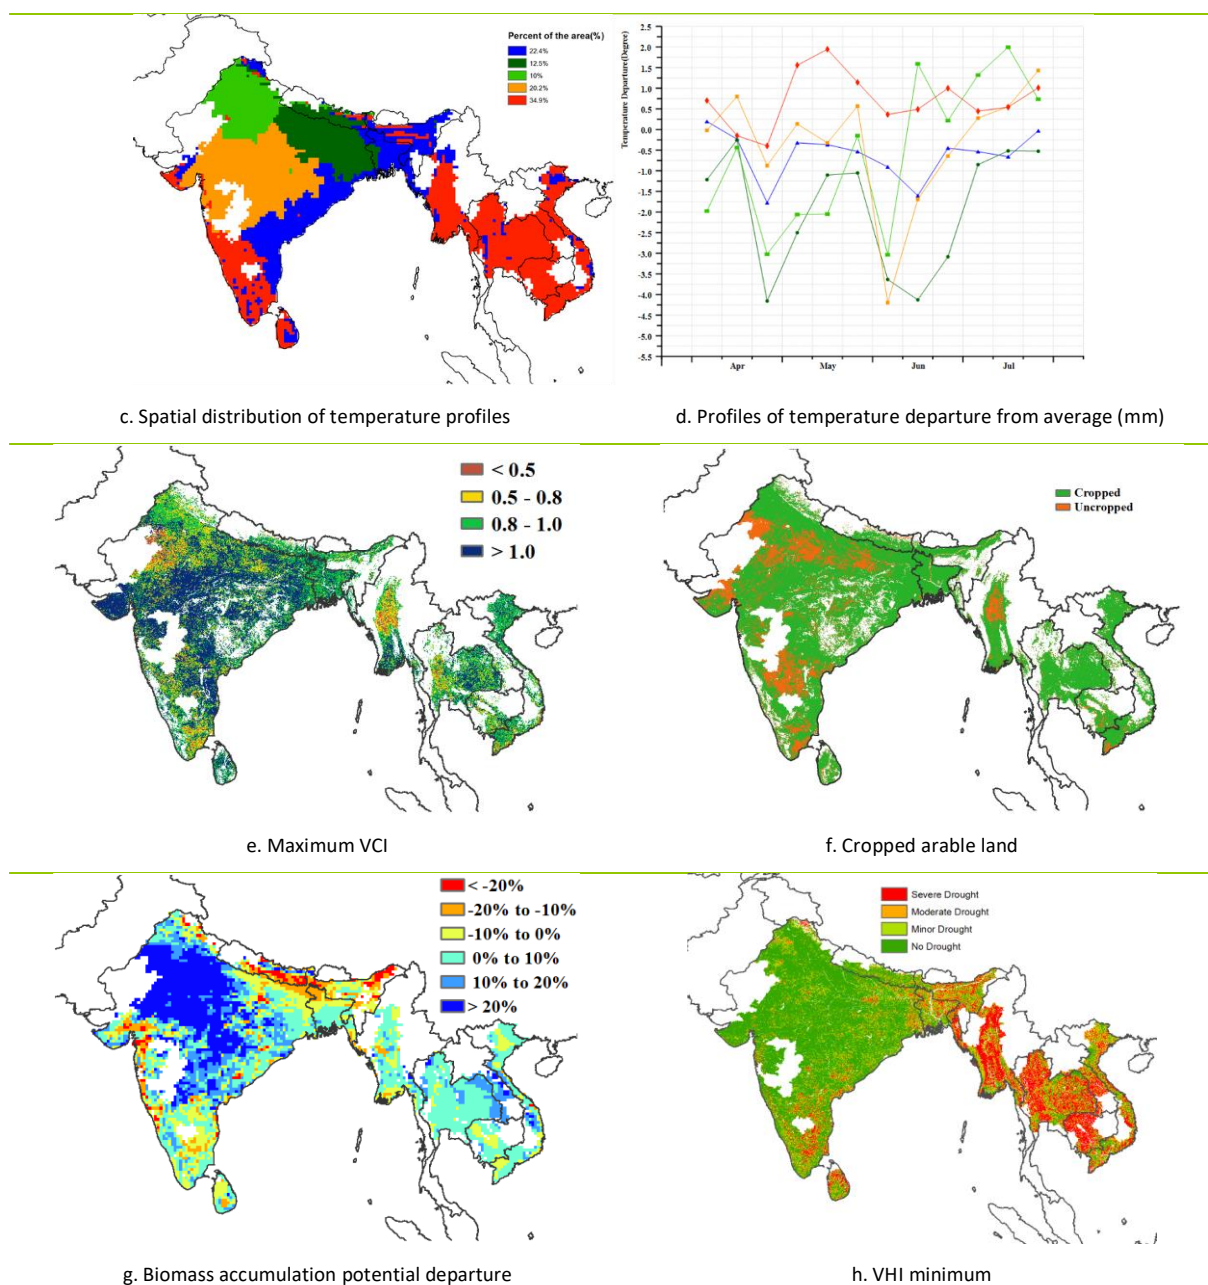 Percent of the area(%)
22.4%
12.5%
10%
20.2%
34.9%
Temperature Departure(Degree)
2.5
2.0
1.5
1.0
0.5
0.0
-0.5
-1.0
-1.5
-2.0
-2.5
-3.0
-3.5
-4.0
-4.5
-5.0
-5.5
Apr May Jun Jul
c. Spatial distribution of temperature profiles
d. Profiles of temperature departure from average (mm)
< 0.5
0.5 - 0.8
0.8 - 1.0
> 1.0
Cropped
Uncropped
e. Maximum VCI
f. Cropped arable land
< -20%
-20% to -10%
-10% to 0%
0% to 10%
10% to 20%
> 20%
Severe Drought
Moderate Drought
Minor Drought
No Drought
g. Biomass accumulation potential departure
h. VHI minimum